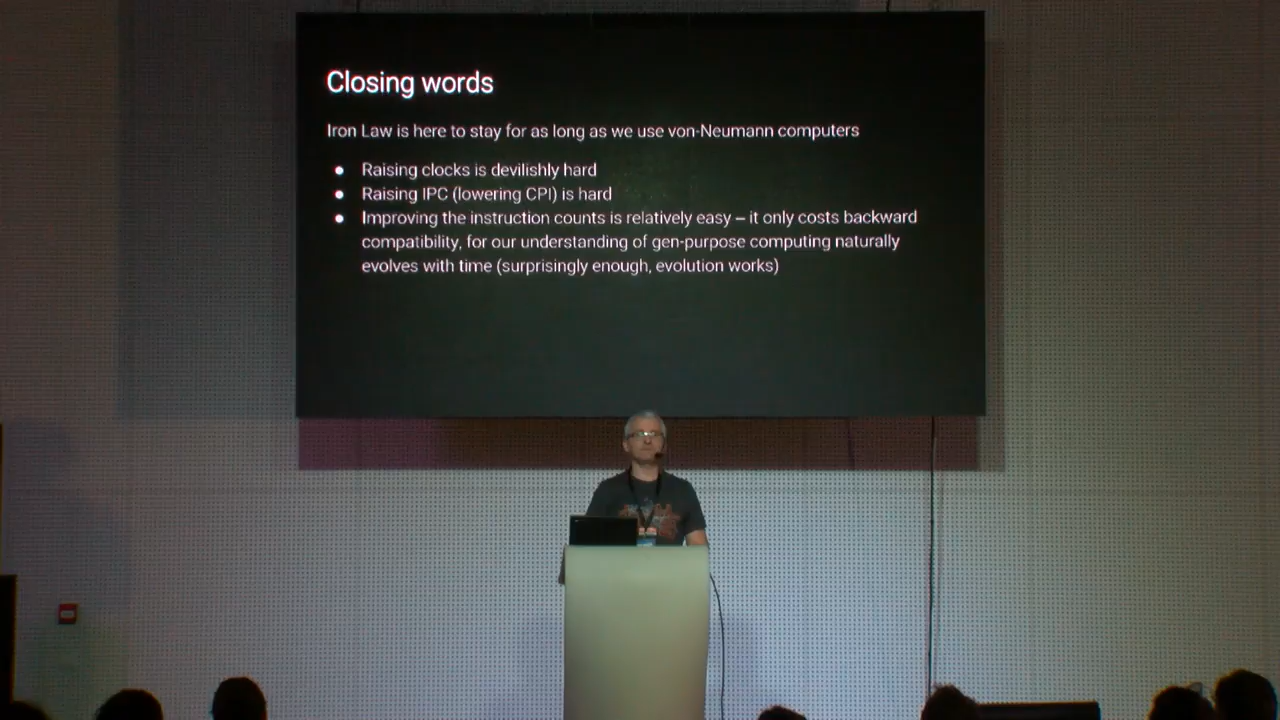 Closing words
Iron Law is here to stay for as long as we use von-Neumann computers
● Raising clocks is devilishly hard
● Raising IPC (lowering CPI) is hard
● Improving the instruction counts is relatively easy – it only costs backward
compatibility, for our understanding of gen-purpose computing naturally
evolves with time (surprisingly enough, evolution works)